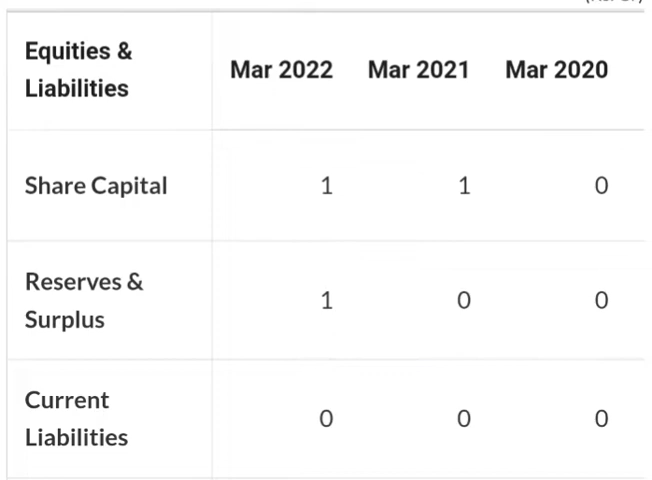 Equities &
Liabilities
Mar 2022 Mar 2021 Mar 2020
Share Capital 1 1 0
Reserves &
Surplus
1 0 0
Current
Liabilities
0 0 0